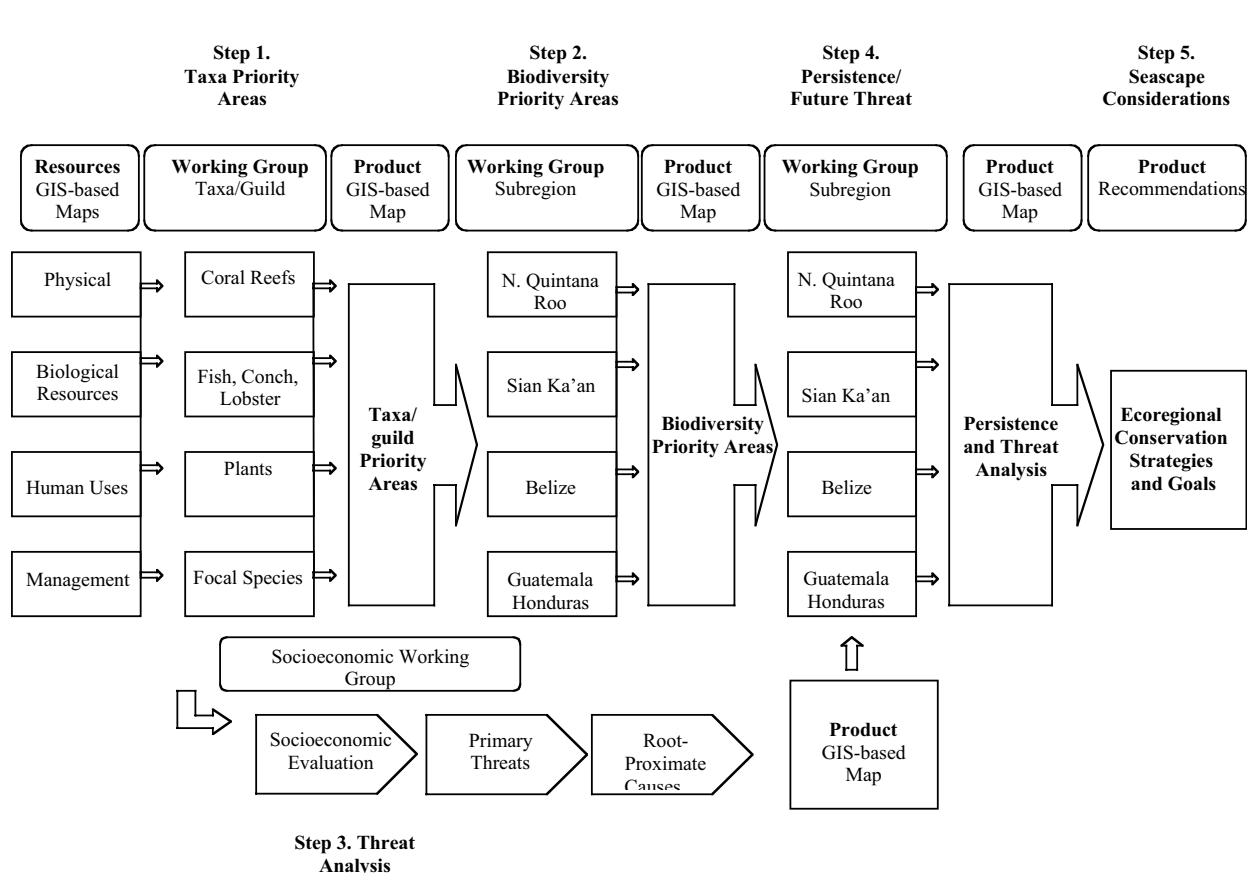 Step 1.
Taxa Priority
Areas
Step 2.
Biodiversity
Priority Areas
Step 4.
Persistence/
Future Threat
Step 5.
Seascape
Considerations
Resources
GIS-based
Maps
Working Group
Taxa/Guild
Product
GIS-based
Map
Working Group
Subregion
Product
GIS-based
Map
Working Group
Subregion
Product
GIS-based
Map
Product
Recommendations
Physical
Biological
Resources
Human Uses
Management
Coral Reefs
Fish, Conch,
Lobster
Plants
Focal Species
Taxa/
guild
Priority
Areas
N. Quintana
Roo
Sian Ka’an
Belize
Guatemala
Honduras
Biodiversity
Priority Areas
N. Quintana
Roo
Sian Ka’an
Belize
Guatemala
Honduras
Persistence
and Threat
Analysis
Ecoregional
Conservation
Strategies
and Goals
Socioeconomic Working
Group
Socioeconomic
Evaluation
Primary
Threats
Root-
Proximate
Causes
Product
GIS-based
Map
Step 3. Threat
Analysis